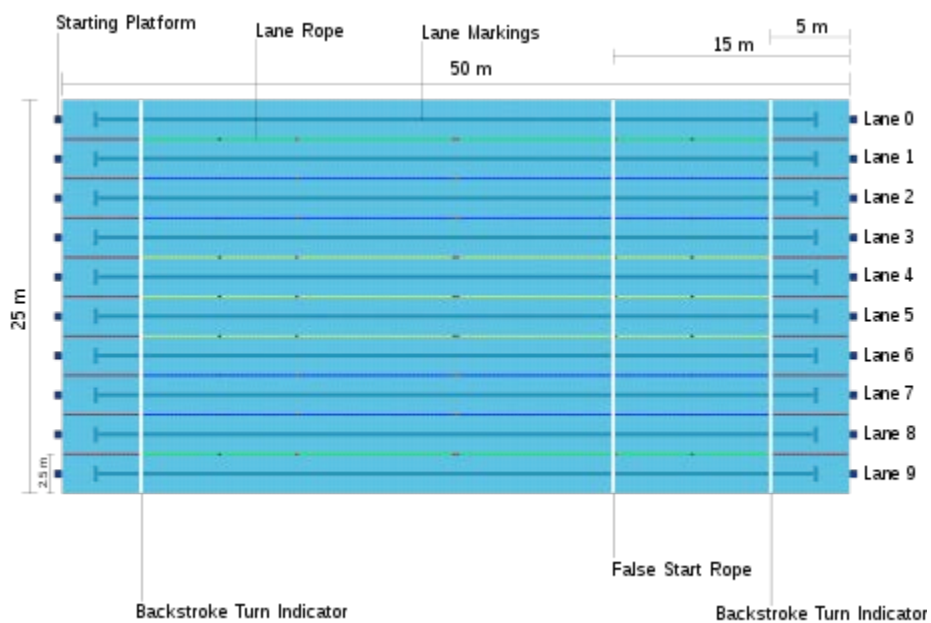 Starting Platform
Lane Rope
Lane Markings
5 m
15 m
50 m
Lane 0
Lane 1
Lane 2
Lane 3
Lane 4
Lane 5
Lane 6
Lane 7
Lane 8
Lane 9
25 m
2.5 m
False Start Rope
Backstroke Turn Indicator
Backstroke Turn Indicator